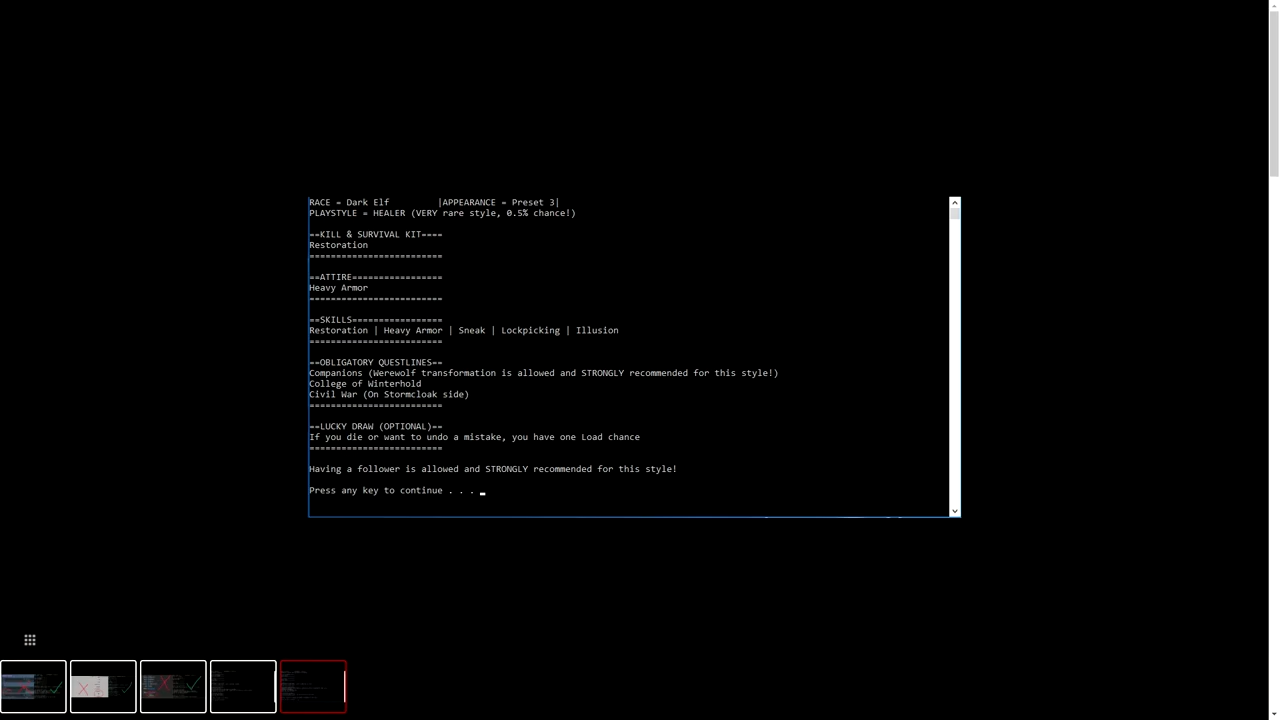 RACE = Dark Elf         |APPEARANCE = Preset 3|
PLAYSTYLE = HEALER (VERY rare style, 0.5% chance!)
==KILL & SURVIVAL KIT====
Restoration
=========================
==ATTIRE=================
Heavy Armor
=========================
==SKILLS=================
Restoration | Heavy Armor | Sneak | Lockpicking | Illusion
=========================
==OBLIGATORY QUESTLINES==
Companions (Werewolf transformation is allowed and STRONGLY recommended for this style!)
College of Winterhold
Civil War (On Stormcloak side)
=========================
==LUCKY DRAW (OPTIONAL)==
If you die or want to undo a mistake, you have one Load chance
=========================
Having a follower is allowed and STRONGLY recommended for this style!
Press any key to continue . . .